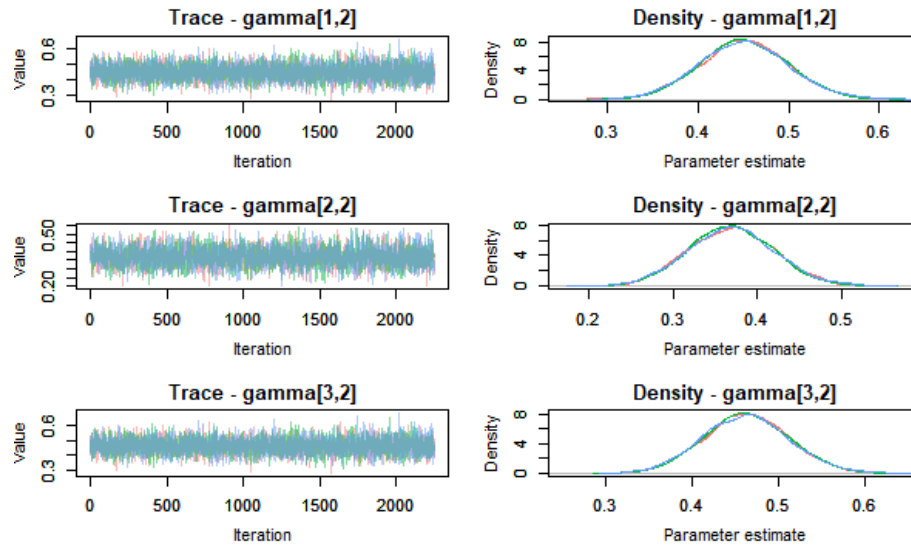 Trace - gamma[1,2]
Value
0.3 0.6
0 500 1000 1500 2000
Iteration
Density - gamma[1,2]
Density
0 4 8
0.3 0.4 0.5 0.6
Parameter estimate
Trace - gamma[2,2]
Value
0.20 0.50
0 500 1000 1500 2000
Iteration
Density - gamma[2,2]
Density
0 4 8
0.2 0.3 0.4 0.5
Parameter estimate
Trace - gamma[3,2]
Value
0.3 0.6
0 500 1000 1500 2000
Iteration
Density - gamma[3,2]
Density
0 4 8
0.3 0.4 0.5 0.6
Parameter estimate